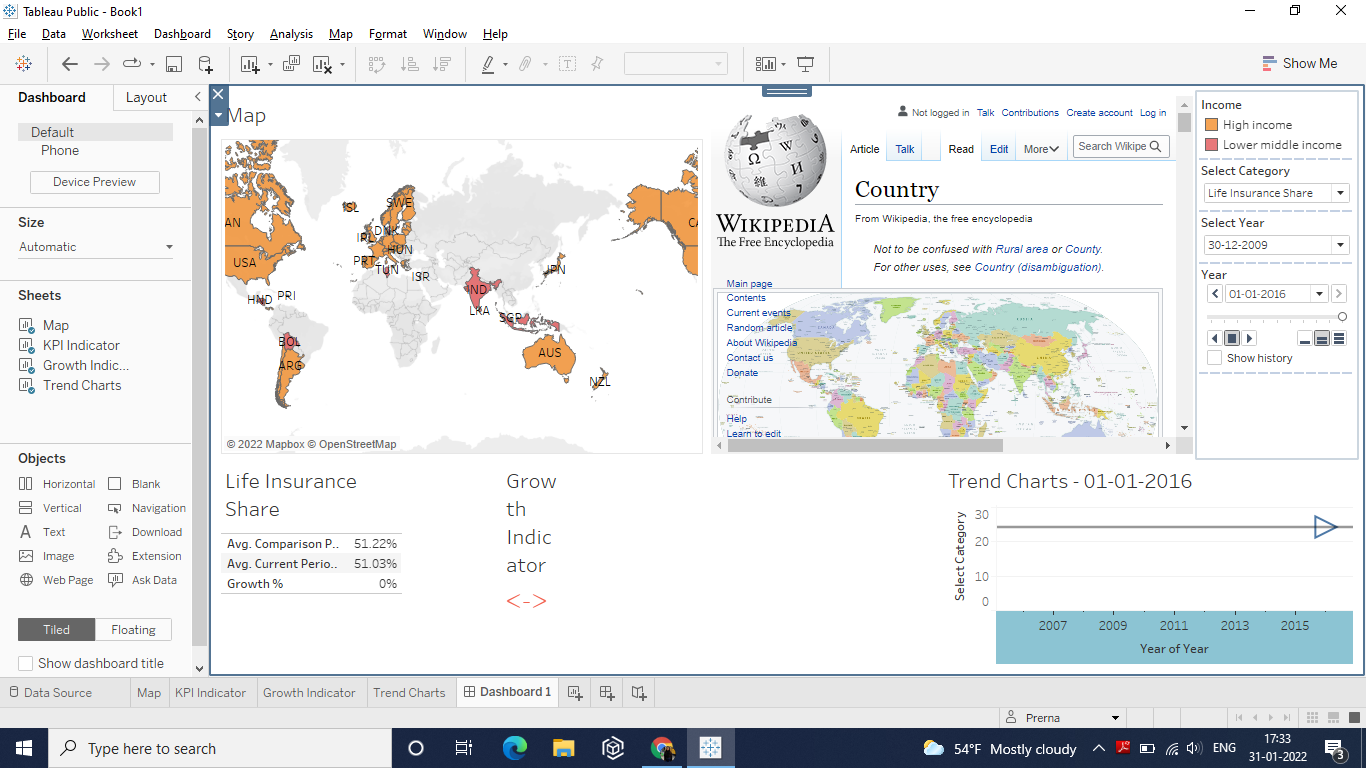 Tableau Public - Book1
File Data Worksheet Dashboard Story Analysis Map Format Window Help
Show Me
Dashboard Layout
Default
Phone
Device Preview
Size
Automatic
Sheets
Map
KPI Indicator
Growth Indic...
Trend Charts
Objects
Horizontal Blank
Vertical Navigation
Text Download
Image Extension
Web Page Ask Data
Tiled Floating
Show dashboard title
Map
AN
USA
HND PRI
BOL
ARG
ISL
SWE
DNK
HUN
PRT
TUN
ISR
IND
LKA
SGP
JPN
AUS
NZL
CA
© 2022 Mapbox © OpenStreetMap
Not logged in Talk Contributions Create account Log in
Article Talk Read Edit More Search Wikipe
WIKIPEDIA
The Free Encyclopedia
Country
From Wikipedia, the free encyclopedia
Not to be confused with Rural area or County.
For other uses, see Country (disambiguation).
Main page
Contents
Current events
Random article
About Wikipedia
Contact us
Donate
Contribute
Help
Learn to edit
Income
High income
Lower middle income
Select Category
Life Insurance Share
Select Year
30-12-2009
Year
01-01-2016
Show history
Life Insurance
Share
Avg. Comparison P.. 51.22%
Avg. Current Perio.. 51.03%
Growth % 0%
Grow
th
Indic
ator
<->
Trend Charts - 01-01-2016
Select Category
30
20
10
0
2007 2009 2011 2013 2015
Year of Year
Data Source Map KPI Indicator Growth Indicator Trend Charts Dashboard 1
Prerna
Type here to search
54°F Mostly cloudy
ENG
17:33
31-01-2022
3